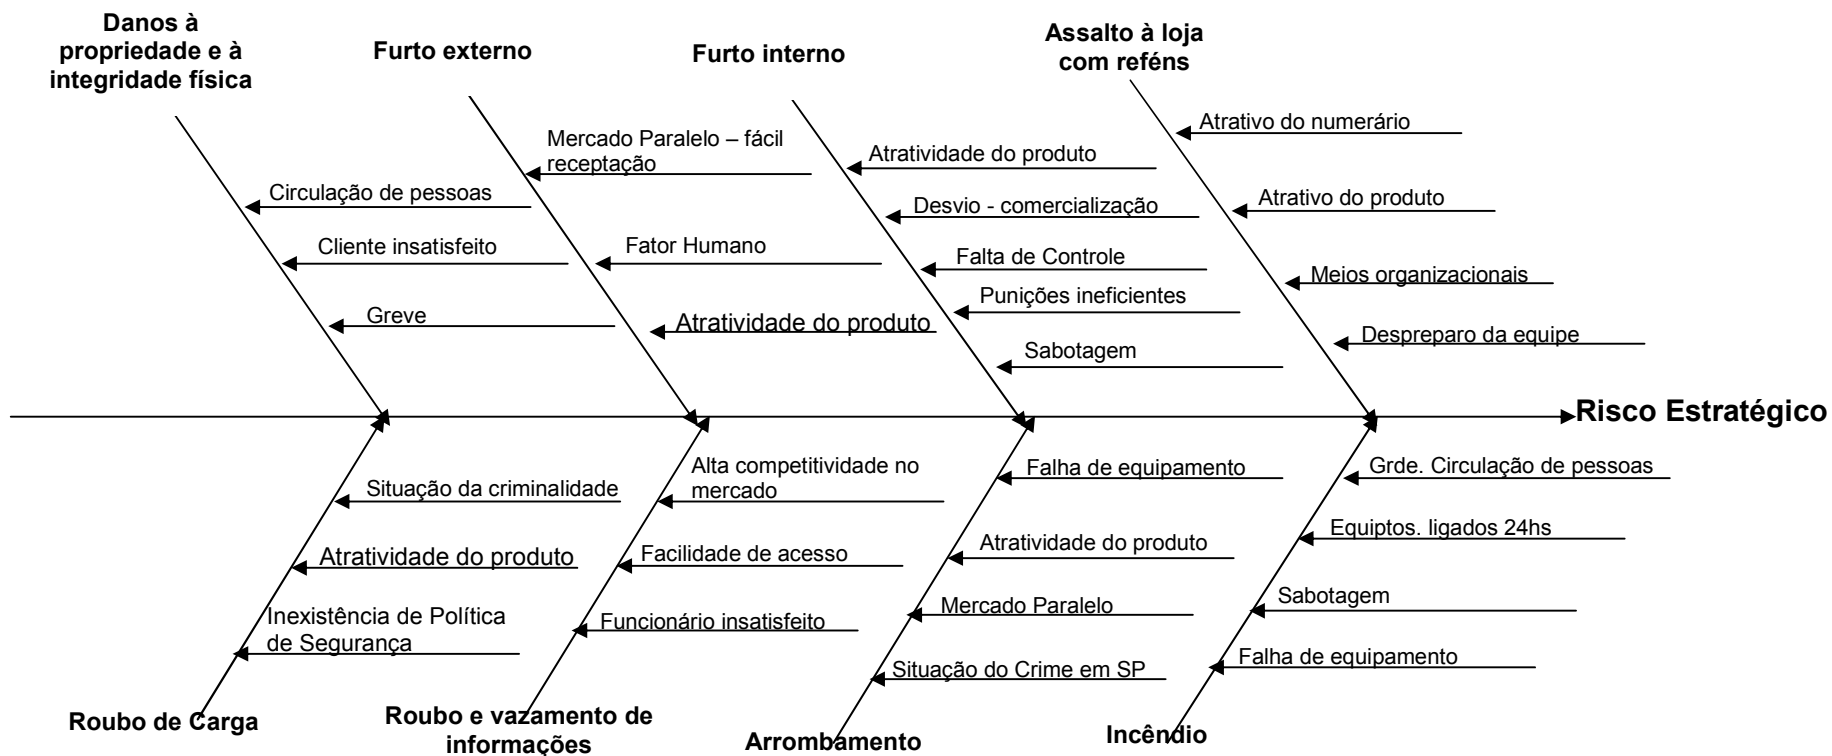 Danos à
propriedade e à
integridade física
Circulação de pessoas
Cliente insatisfeito
Greve
Furto externo
Mercado Paralelo – fácil
receptação
Fator Humano
Atratividade do produto
Furto interno
Atratividade do produto
Desvio - comercialização
Falta de Controle
Punições ineficientes
Sabotagem
Assalto à loja
com reféns
Atrativo do numerário
Atrativo do produto
Meios organizacionais
Despreparo da equipe
Risco Estratégico
Situação da criminalidade
Atratividade do produto
Inexistência de Política
de Segurança
Roubo de Carga
Alta competitividade no
mercado
Facilidade de acesso
Funcionário insatisfeito
Roubo e vazamento de
informações
Falha de equipamento
Atratividade do produto
Mercado Paralelo
Situação do Crime em SP
Arrombamento
Grde. Circulação de pessoas
Equiptos. ligados 24hs
Sabotagem
Falha de equipamento
Incêndio